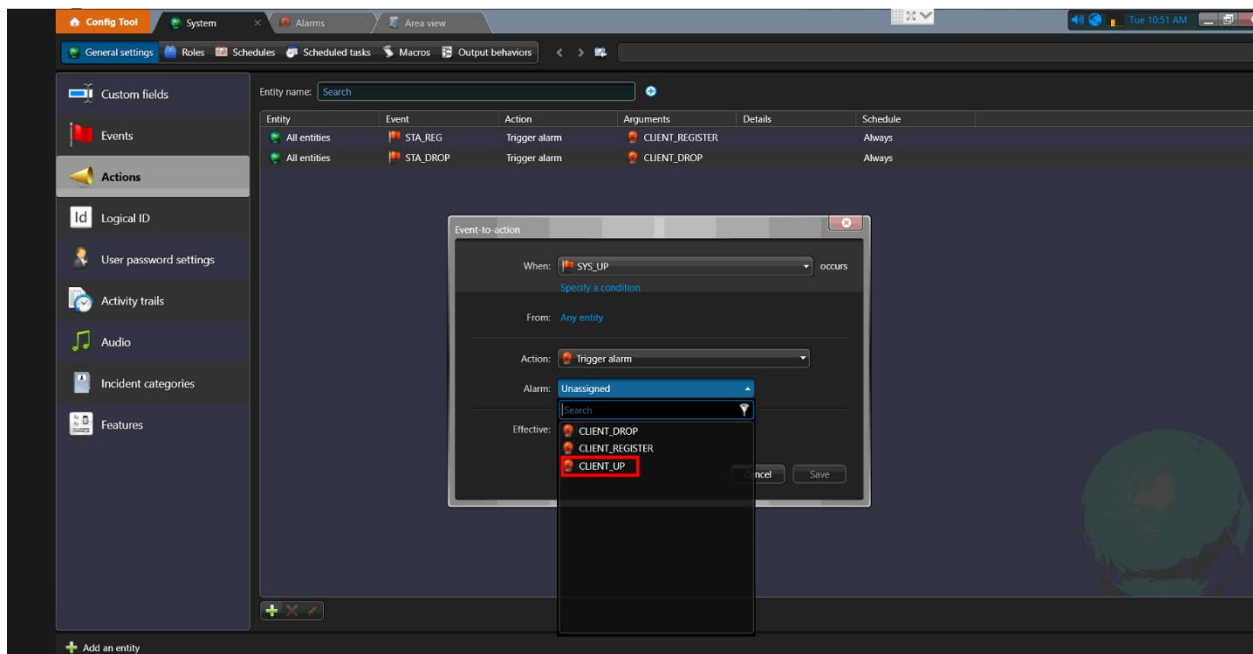 Config Tool System × Alarms Area view Tue 10:51 AM
General settings Roles Schedules Scheduled tasks Macros Output behaviors
Custom fields
Events
Actions
Id Logical ID
User password settings
Activity trails
Audio
Incident categories
Features
Entity name: Search
Entity Event Action Arguments Details Schedule
All entities STA_REG Trigger alarm CLIENT_REGISTER Always
All entities STA_DROP Trigger alarm CLIENT_DROP Always
Event-to-action
When: SYS_UP occurs
Specify a condition
From: Any entity
Action: Trigger alarm
Alarm: Unassigned
Search
Effective:
CLIENT_DROP
CLIENT_REGISTER
CLIENT_UP
ncel Save
Add an entity